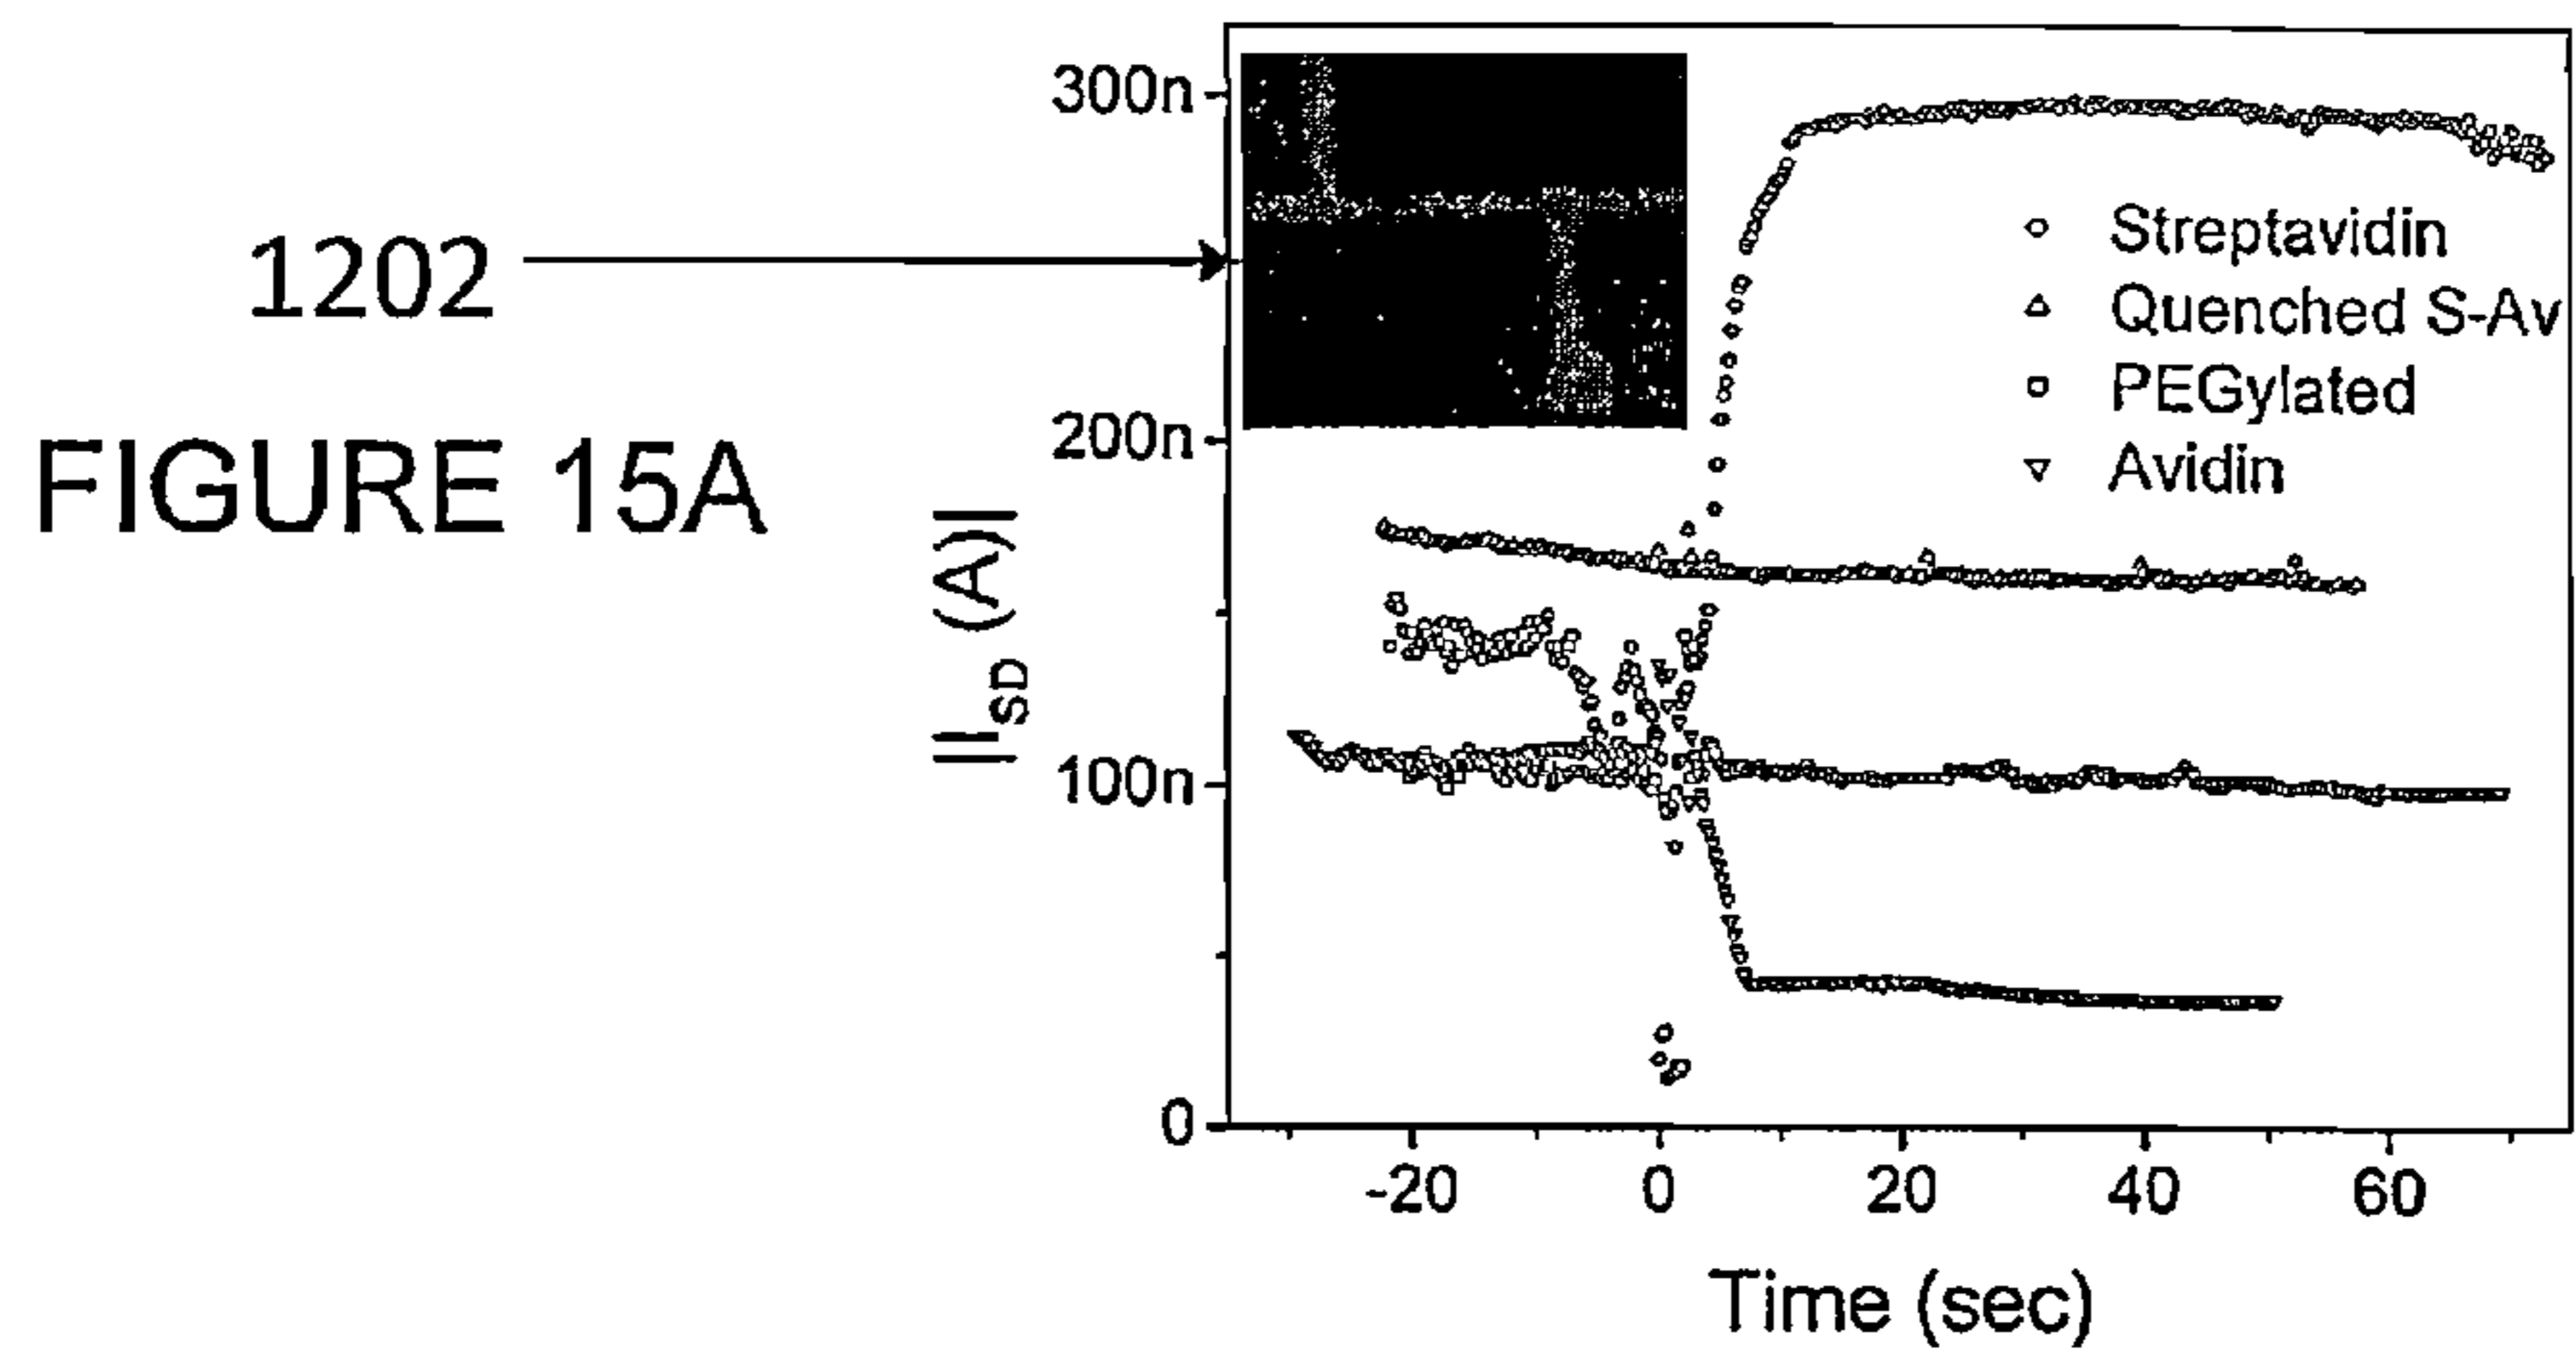 1202
FIGURE 15A
||I_SD (A)|
300n
200n
100n
0
Streptavidin
Quenched S-Av
PEGylated
Avidin
-20 0 20 40 60
Time (sec)